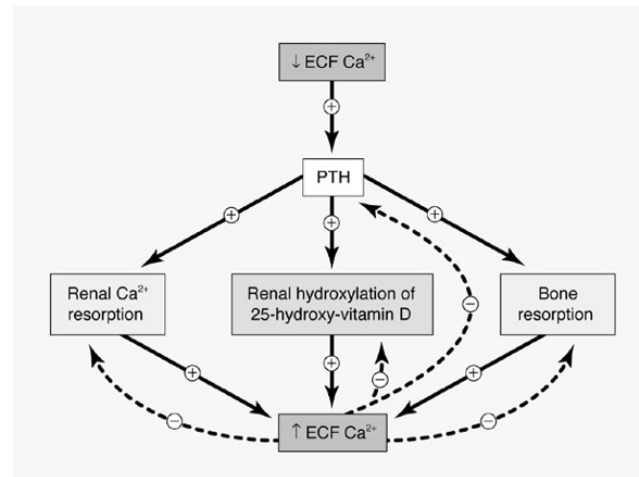 ↓ ECF Ca²⁺
+
PTH
+
+
+
Renal Ca²⁺
resorption
Renal hydroxylation of
25-hydroxy-vitamin D
−
Bone
resorption
+
+
−
+
−
−
↑ ECF Ca²⁺